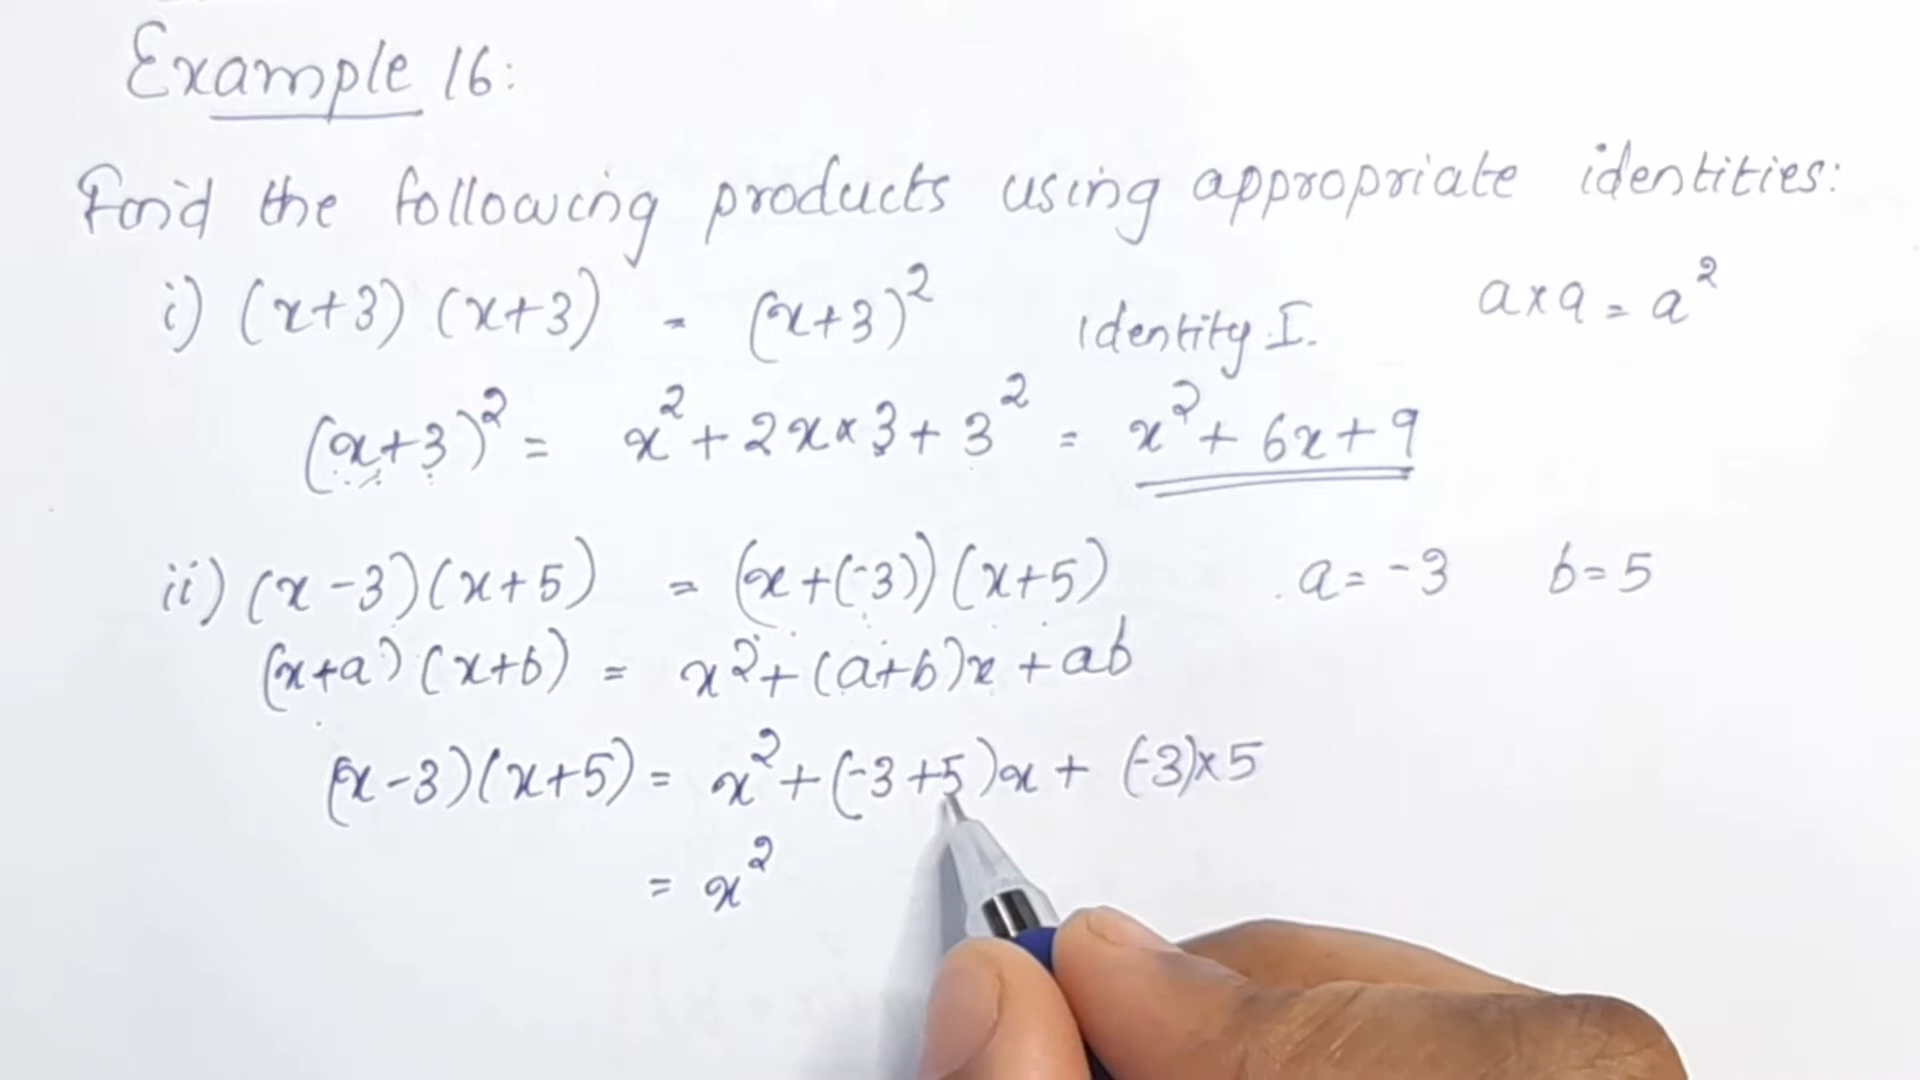 Example 16:
Find the following products using appropriate identities:
i) (x+3) (x+3) = (x+3)² Identity I. a×a = a²
(x+3)² = x² + 2x×3 + 3² = x² + 6x + 9
ii) (x-3)(x+5) = (x+(-3))(x+5) a = -3 b = 5
(x+a) (x+b) = x² + (a+b)x + ab
(x-3)(x+5) = x² + (-3+5)x + (-3)×5
= x²